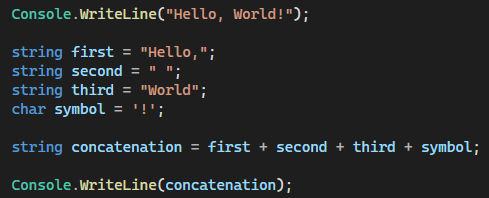 Console.WriteLine("Hello, World!");
string first = "Hello,";
string second = " ";
string third = "World";
char symbol = '!';
string concatenation = first + second + third + symbol;
Console.WriteLine(concatenation);